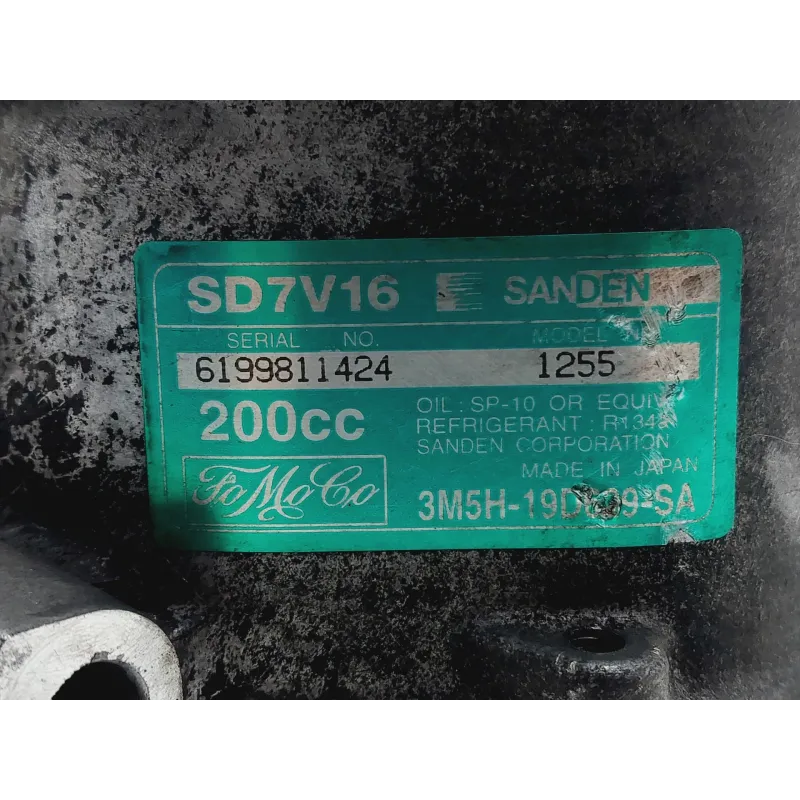 SD7V16 SANDEN
SERIAL NO. MODEL
6199811424 1255
200cc
OIL : SP-10 OR EQUIV
REFRIGERANT : R134a
SANDEN CORPORATION
MADE IN JAPAN
FoMoCo